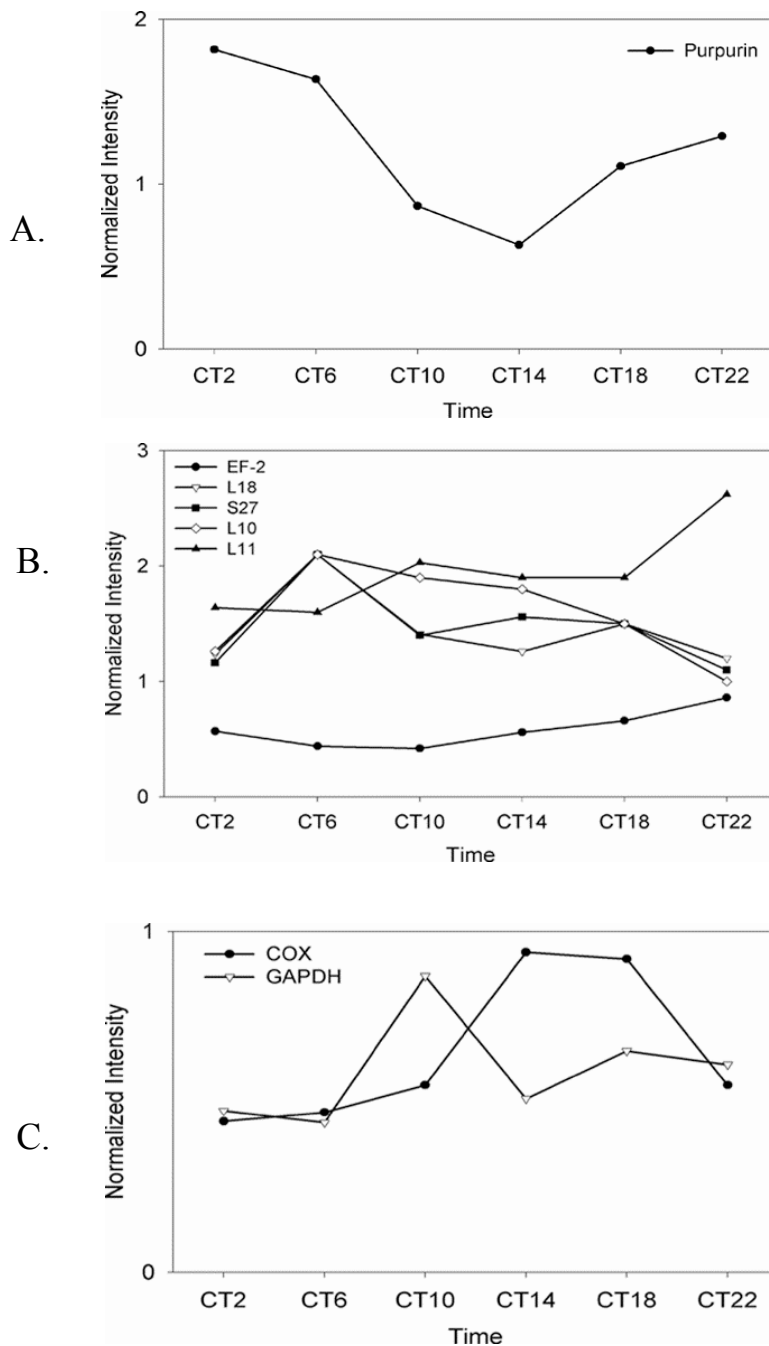 A.
2
1
0
Normalized Intensity
Purpurin
CT2 CT6 CT10 CT14 CT18 CT22
Time
B.
3
2
1
0
Normalized Intensity
EF-2
L18
S27
L10
L11
CT2 CT6 CT10 CT14 CT18 CT22
Time
C.
1
0
Normalized Intensity
COX
GAPDH
CT2 CT6 CT10 CT14 CT18 CT22
Time